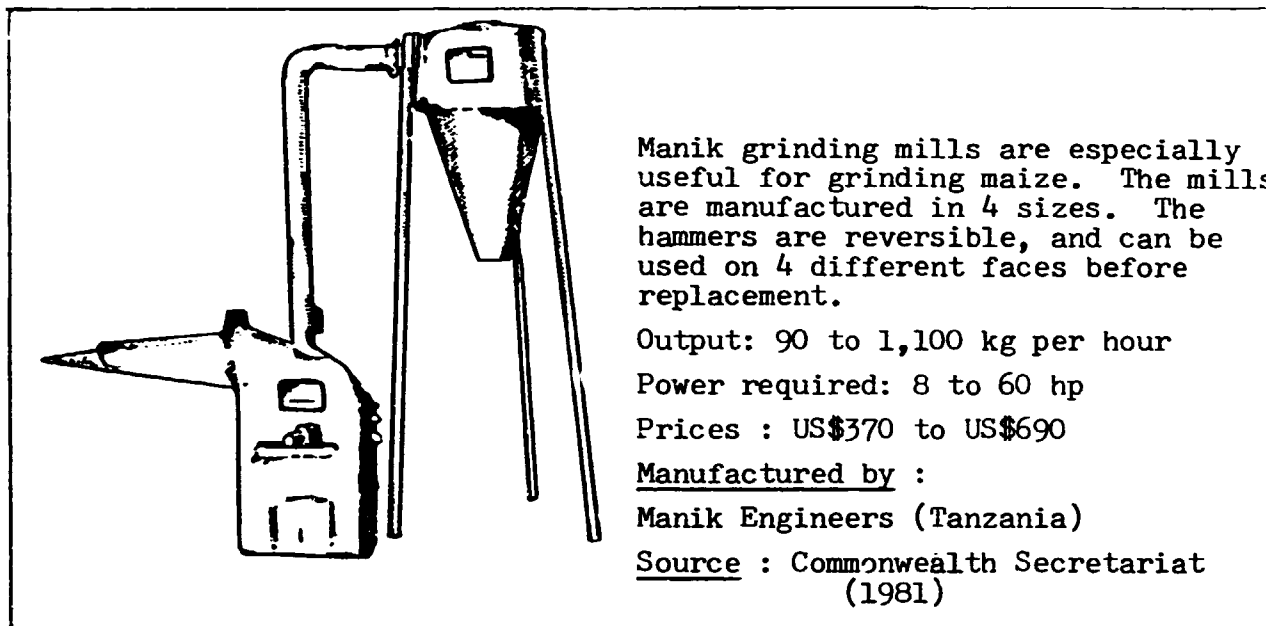 Manik grinding mills are especially
useful for grinding maize. The mills
are manufactured in 4 sizes. The
hammers are reversible, and can be
used on 4 different faces before
replacement.
Output: 90 to 1,100 kg per hour
Power required: 8 to 60 hp
Prices : US$370 to US$690
Manufactured by :
Manik Engineers (Tanzania)
Source : Commonwealth Secretariat
(1981)